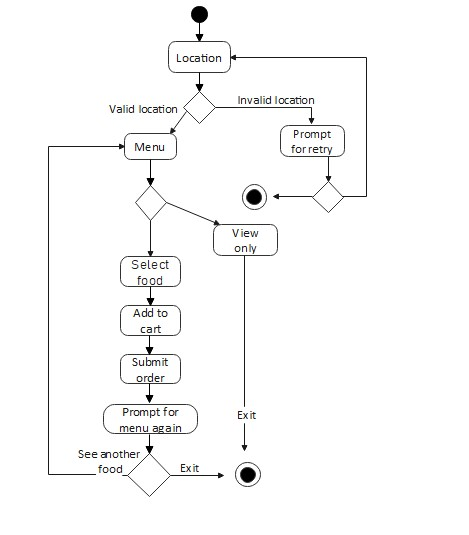 Location
Valid location
Invalid location
Prompt
for retry
Menu
View
only
Select
food
Add to
cart
Submit
order
Prompt for
menu again
Exit
See another
food
Exit